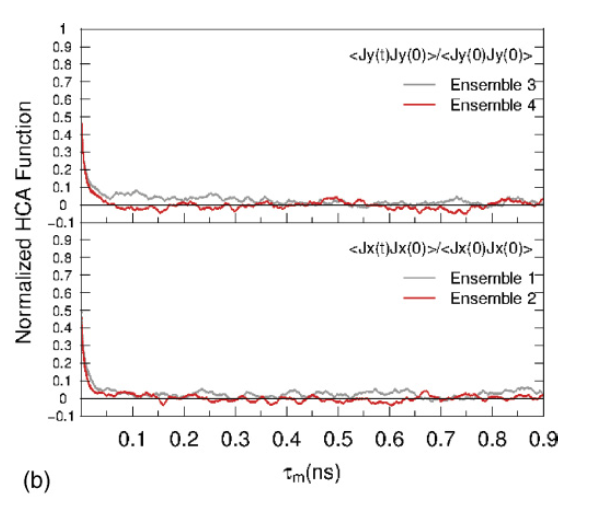 1
0.9
0.8
0.7
0.6
0.5
0.4
0.3
0.2
0.1
0
−0.1
<Jy(t)Jy(0)>/<Jy(0)Jy(0)>
Ensemble 3
Ensemble 4
Normalized HCA Function
0.9
0.8
0.7
0.6
0.5
0.4
0.3
0.2
0.1
0
−0.1
<Jx(t)Jx(0)>/<Jx(0)Jx(0)>
Ensemble 1
Ensemble 2
0.1 0.2 0.3 0.4 0.5 0.6 0.7 0.8 0.9
τm(ns)
(b)